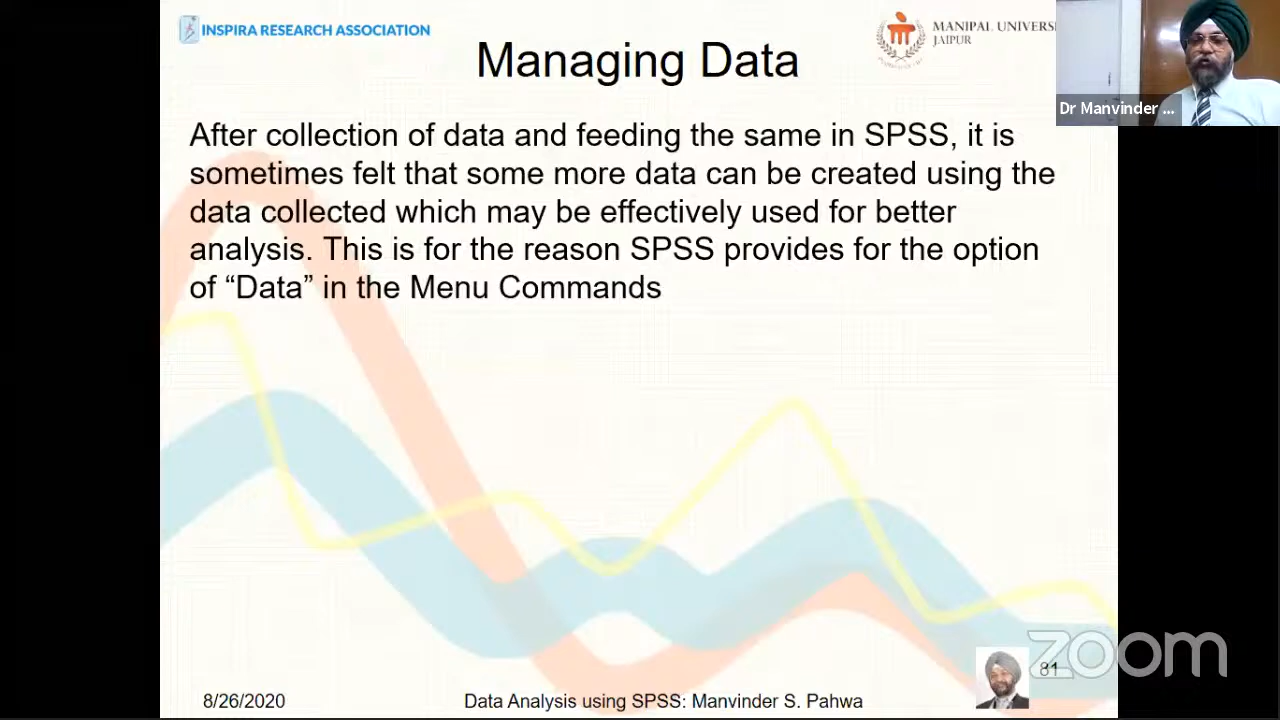 INSPIRA RESEARCH ASSOCIATION
MANIPAL UNIVERSI
JAIPUR
Managing Data
Dr Manvinder ...
After collection of data and feeding the same in SPSS, it is
sometimes felt that some more data can be created using the
data collected which may be effectively used for better
analysis. This is for the reason SPSS provides for the option
of “Data” in the Menu Commands
8/26/2020
Data Analysis using SPSS: Manvinder S. Pahwa
81
zoom